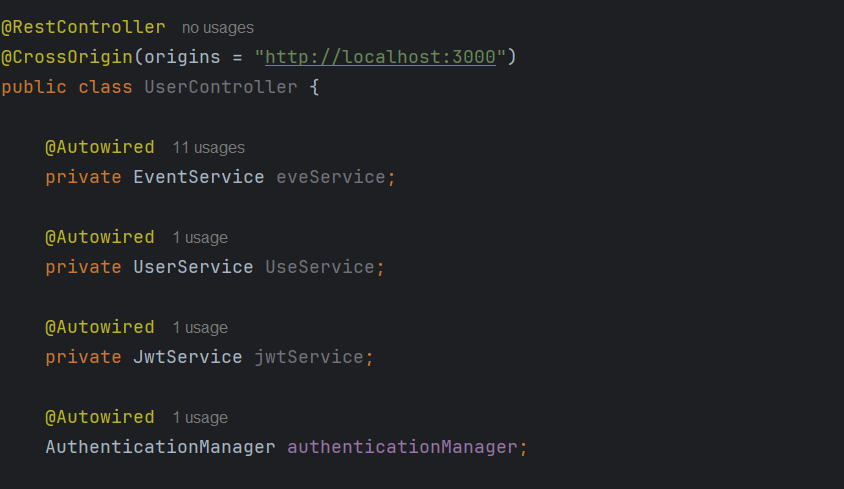 @RestController no usages
@CrossOrigin(origins = "http://localhost:3000")
public class UserController {
@Autowired 11 usages
private EventService eveService;
@Autowired 1 usage
private UserService UseService;
@Autowired 1 usage
private JwtService jwtService;
@Autowired 1 usage
AuthenticationManager authenticationManager;